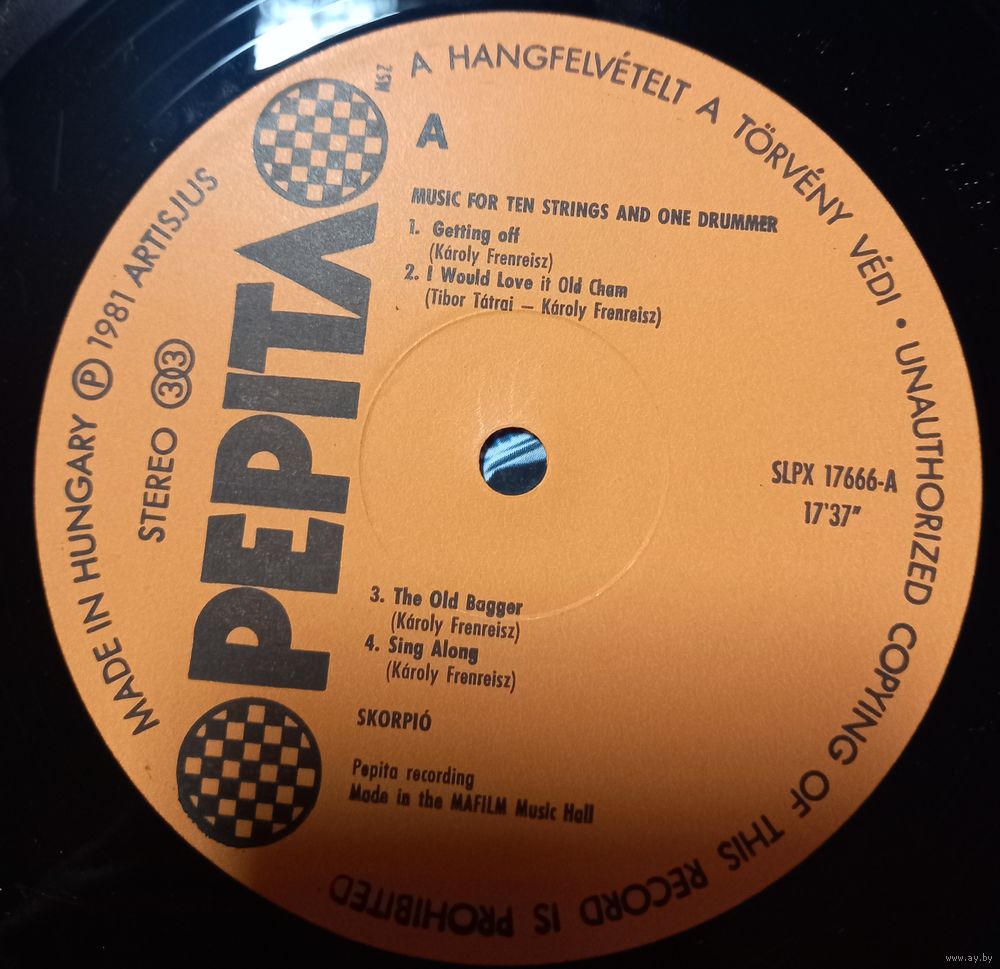 A HANGFELVÉTELT A TÖRVÉNY VÉDI • UNAUTHORIZED COPYING OF THIS RECORD IS PROHIBITED
MADE IN HUNGARY Ⓟ 1981 ARTISJUS
STEREO 33
PEPITA
NSZ
A
MUSIC FOR TEN STRINGS AND ONE DRUMMER
1. Getting off
(Károly Frenreisz)
2. I Would Love it Old Cham
(Tibor Tátrai – Károly Frenreisz)
SLPX 17666-A
17'37"
3. The Old Bagger
(Károly Frenreisz)
4. Sing Along
(Károly Frenreisz)
SKORPIÓ
Pepita recording
Made in the MAFILM Music Hall
www.ay.by